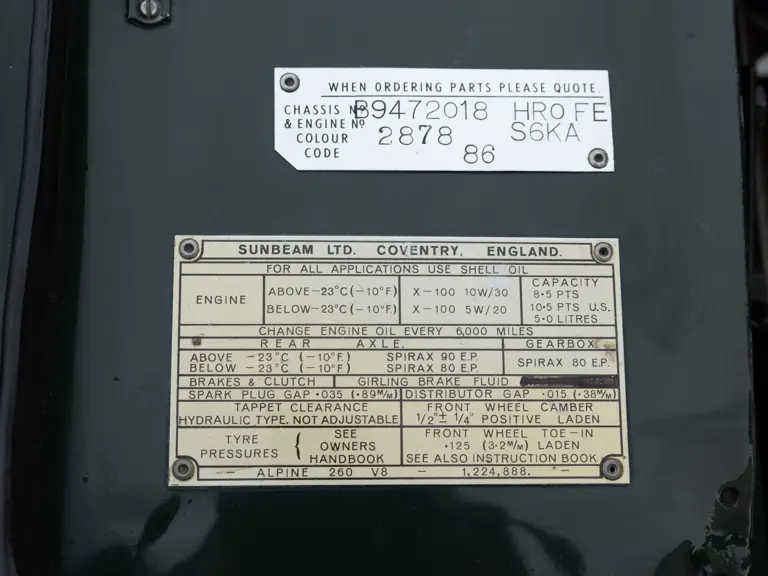 WHEN ORDERING PARTS PLEASE QUOTE.
CHASSIS Nº B9472018 HRO FE
& ENGINE Nº
COLOUR 2878 S6KA
CODE 86
SUNBEAM LTD. COVENTRY. ENGLAND.
FOR ALL APPLICATIONS USE SHELL OIL
ENGINE
ABOVE -23°C (-10°F.) X-100 10W/30
BELOW -23°C (-10°F.) X-100 5W/20
CAPACITY
8·5 PTS
10·5 PTS U.S.
5·0 LITRES
CHANGE ENGINE OIL EVERY 6,000 MILES
REAR AXLE. GEARBOX
ABOVE -23°C (-10°F.) SPIRAX 90 E.P.
BELOW -23°C (-10°F.) SPIRAX 80 E.P.
SPIRAX 80 E.P.
BRAKES & CLUTCH GIRLING BRAKE FLUID
SPARK PLUG GAP ·035 (·89 M/M) DISTRIBUTOR GAP ·015 (·38 M/M)
TAPPET CLEARANCE
HYDRAULIC TYPE. NOT ADJUSTABLE
FRONT WHEEL CAMBER
1/2° ± 1/4° POSITIVE LADEN
TYRE
PRESSURES
SEE
OWNERS
HANDBOOK
FRONT WHEEL TOE-IN
·125 (3·2 M/M) LADEN
SEE ALSO INSTRUCTION BOOK
- ALPINE 260 V8 - 1,224,888. -